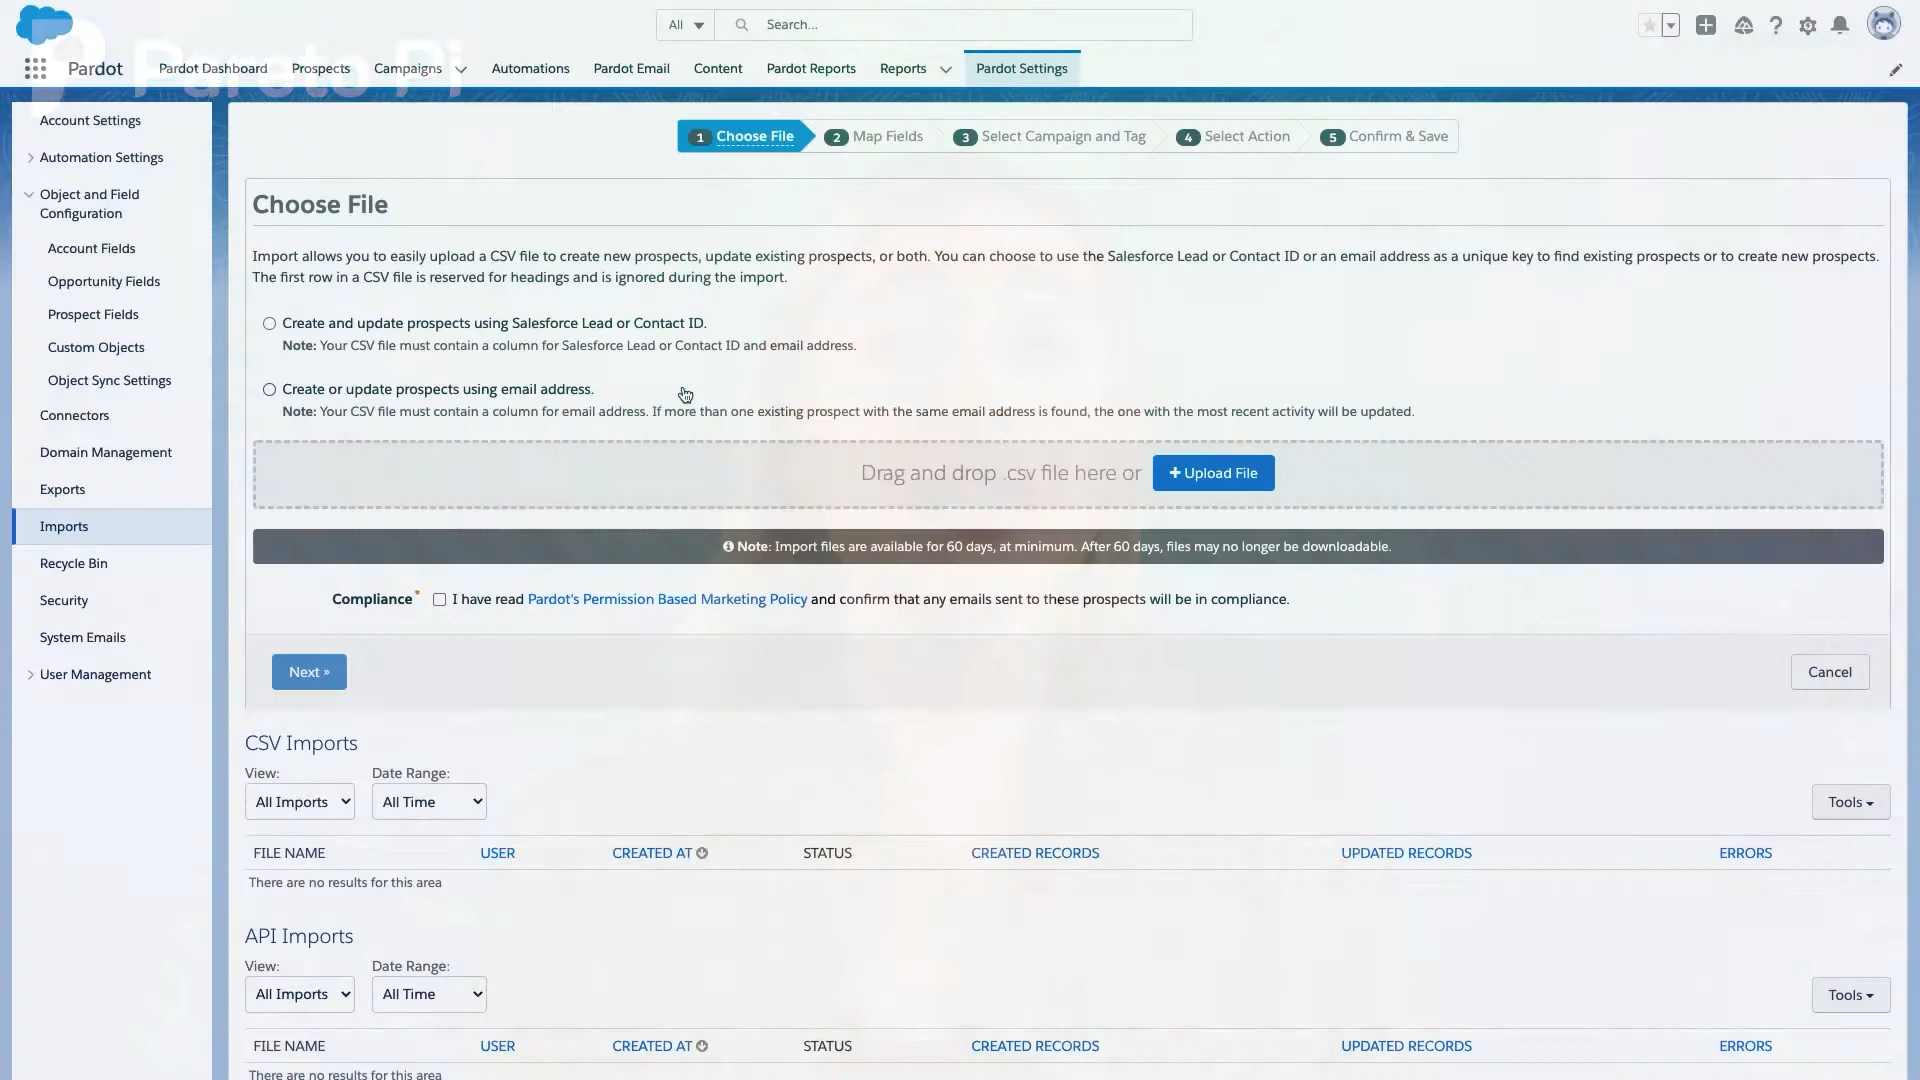 All
Search...
Pareto Pi
Pardot
Pardot Dashboard
Prospects
Campaigns
Automations
Pardot Email
Content
Pardot Reports
Reports
Pardot Settings
Account Settings
Automation Settings
Object and Field
Configuration
Account Fields
Opportunity Fields
Prospect Fields
Custom Objects
Object Sync Settings
Connectors
Domain Management
Exports
Imports
Recycle Bin
Security
System Emails
User Management
1 Choose File
2 Map Fields
3 Select Campaign and Tag
4 Select Action
5 Confirm & Save
Choose File
Import allows you to easily upload a CSV file to create new prospects, update existing prospects, or both. You can choose to use the Salesforce Lead or Contact ID or an email address as a unique key to find existing prospects or to create new prospects.
The first row in a CSV file is reserved for headings and is ignored during the import.
Create and update prospects using Salesforce Lead or Contact ID.
Note: Your CSV file must contain a column for Salesforce Lead or Contact ID and email address.
Create or update prospects using email address.
Note: Your CSV file must contain a column for email address. If more than one existing prospect with the same email address is found, the one with the most recent activity will be updated.
Drag and drop .csv file here or + Upload File
Note: Import files are available for 60 days, at minimum. After 60 days, files may no longer be downloadable.
Compliance* I have read Pardot's Permission Based Marketing Policy and confirm that any emails sent to these prospects will be in compliance.
Next »
Cancel
CSV Imports
View: Date Range:
All Imports All Time Tools
FILE NAME USER CREATED AT STATUS CREATED RECORDS UPDATED RECORDS ERRORS
There are no results for this area
API Imports
View: Date Range:
All Imports All Time Tools
FILE NAME USER CREATED AT STATUS CREATED RECORDS UPDATED RECORDS ERRORS
There are no results for this area